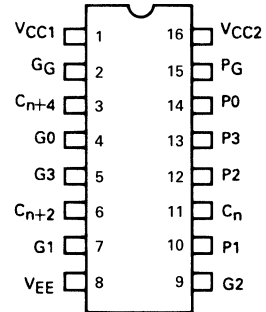 VCC1 1 16 VCC2
GG 2 15 PG
Cn+4 3 14 P0
G0 4 13 P3
G3 5 12 P2
Cn+2 6 11 Cn
G1 7 10 P1
VEE 8 9 G2